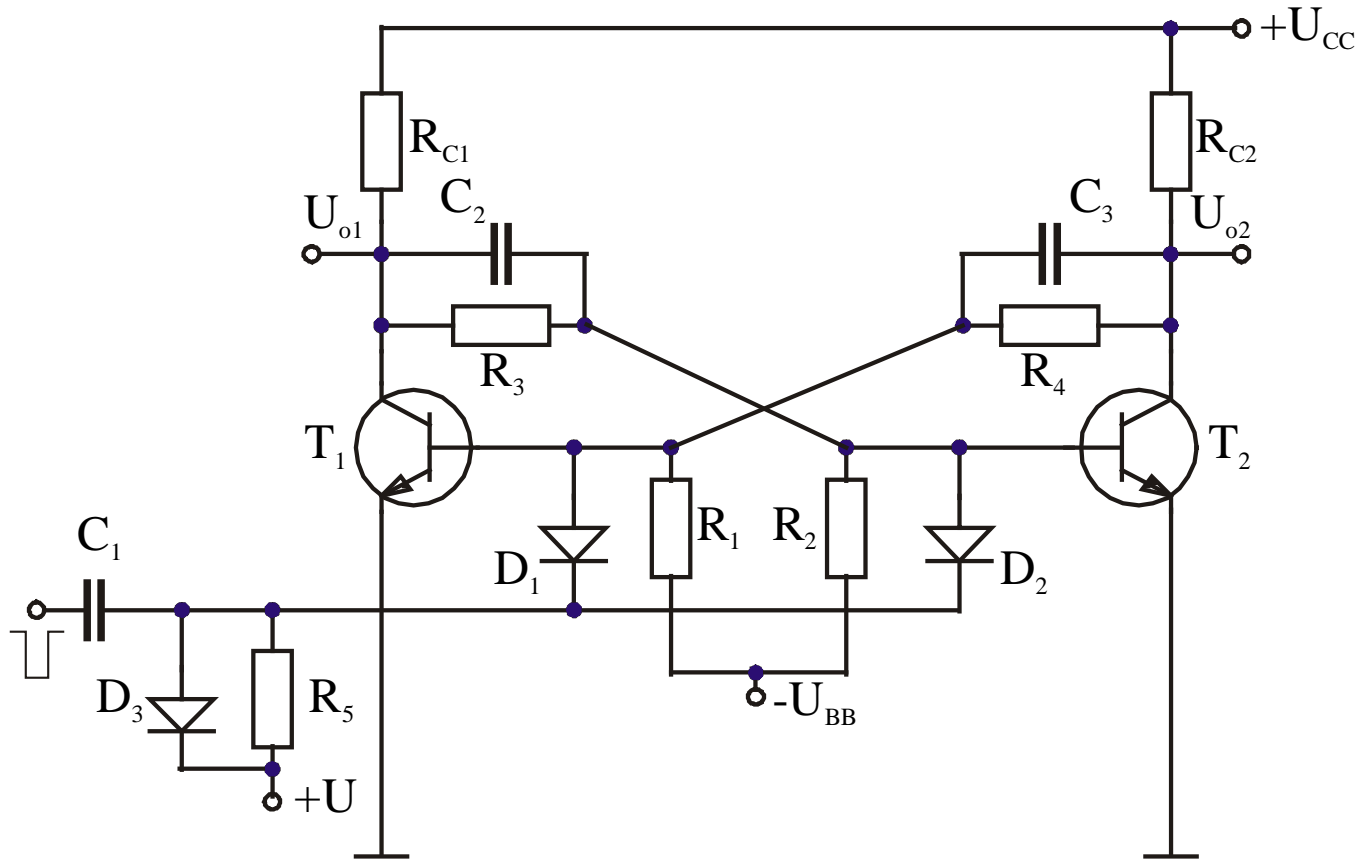 +U_CC
R_C1
R_C2
C_2
C_3
U_o1
U_o2
R_3
R_4
T_1
T_2
C_1
D_1
R_1
R_2
D_2
D_3
R_5
-U_BB
+U